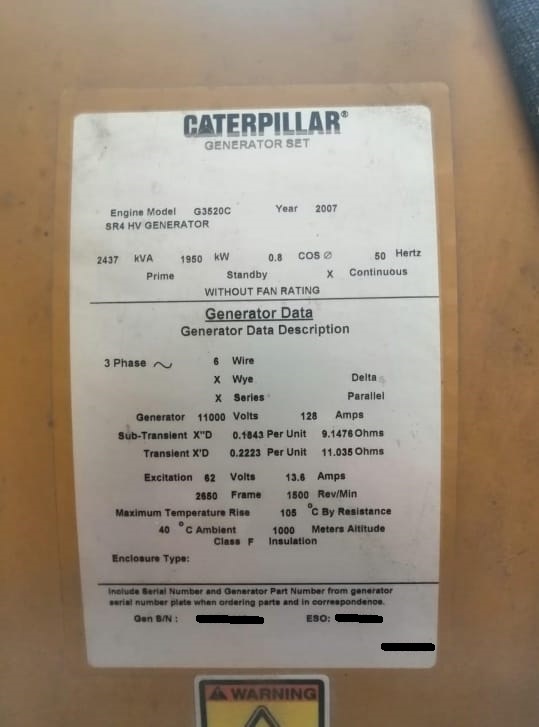 CATERPILLAR®
GENERATOR SET
Engine Model G3520C Year 2007
SR4 HV GENERATOR
2437 kVA 1950 kW 0.8 COS Ø 50 Hertz
Prime Standby X Continuous
WITHOUT FAN RATING
Generator Data
Generator Data Description
3 Phase ~ 6 Wire
X Wye Delta
X Series Parallel
Generator 11000 Volts 128 Amps
Sub-Transient X"D 0.1843 Per Unit 9.1476 Ohms
Transient X'D 0.2223 Per Unit 11.035 Ohms
Excitation 62 Volts 13.6 Amps
2650 Frame 1500 Rev/Min
Maximum Temperature Rise 105 °C By Resistance
40 °C Ambient 1000 Meters Altitude
Class F Insulation
Enclosure Type:
Include Serial Number and Generator Part Number from generator
serial number plate when ordering parts and in correspondence.
Gen S/N : ESO:
WARNING